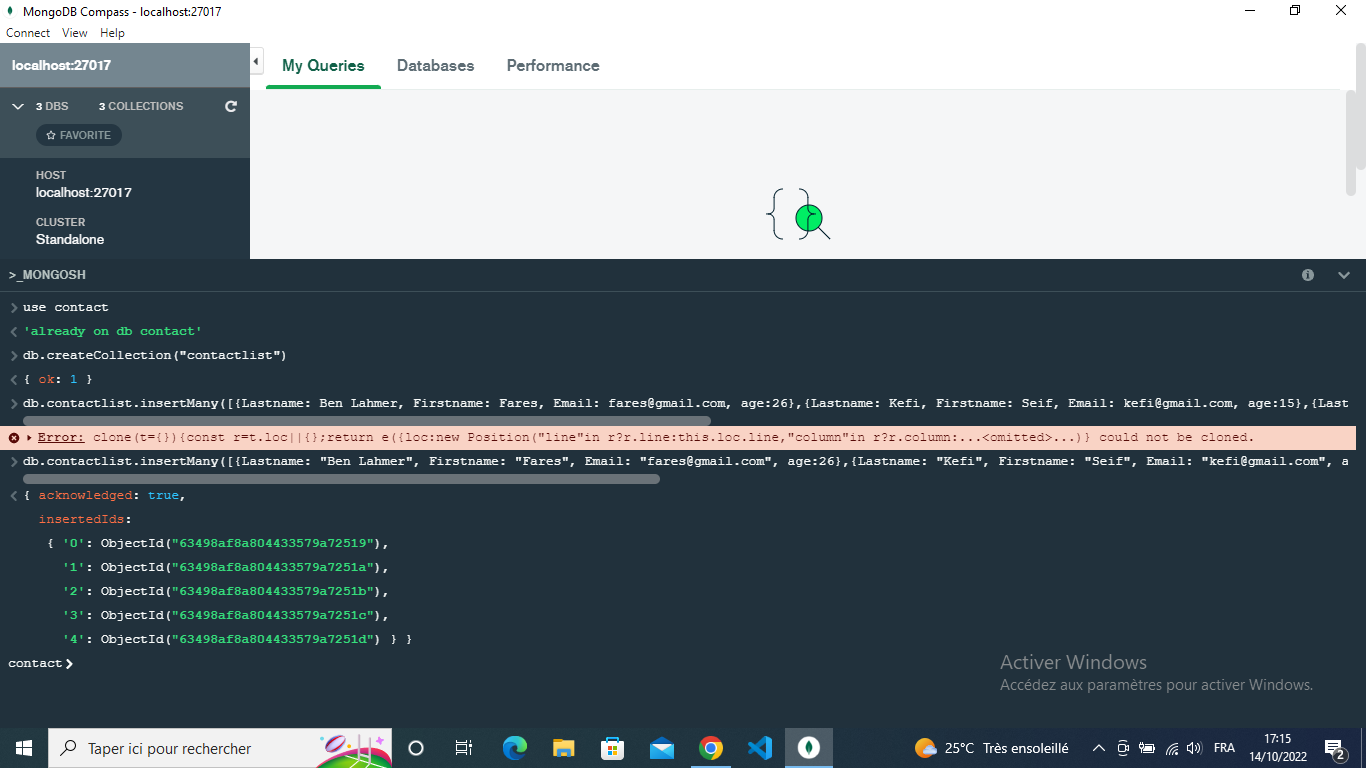 MongoDB Compass - localhost:27017
Connect View Help
localhost:27017
My Queries Databases Performance
3 DBS 3 COLLECTIONS
FAVORITE
HOST
localhost:27017
CLUSTER
Standalone
{ }
>_MONGOSH
> use contact
< 'already on db contact'
> db.createCollection("contactlist")
< { ok: 1 }
> db.contactlist.insertMany([{Lastname: Ben Lahmer, Firstname: Fares, Email: fares@gmail.com, age:26},{Lastname: Kefi, Firstname: Seif, Email: kefi@gmail.com, age:15},{Last
Error: clone(t={}){const r=t.loc||{};return e({loc:new Position("line"in r?r.line:this.loc.line,"column"in r?r.column:...<omitted>...)} could not be cloned.
> db.contactlist.insertMany([{Lastname: "Ben Lahmer", Firstname: "Fares", Email: "fares@gmail.com", age:26},{Lastname: "Kefi", Firstname: "Seif", Email: "kefi@gmail.com", a
< { acknowledged: true,
insertedIds:
{ '0': ObjectId("63498af8a804433579a72519"),
'1': ObjectId("63498af8a804433579a7251a"),
'2': ObjectId("63498af8a804433579a7251b"),
'3': ObjectId("63498af8a804433579a7251c"),
'4': ObjectId("63498af8a804433579a7251d") } }
contact>
Activer Windows
Accédez aux paramètres pour activer Windows.
Taper ici pour rechercher
25°C Très ensoleillé
FRA
17:15
14/10/2022
2